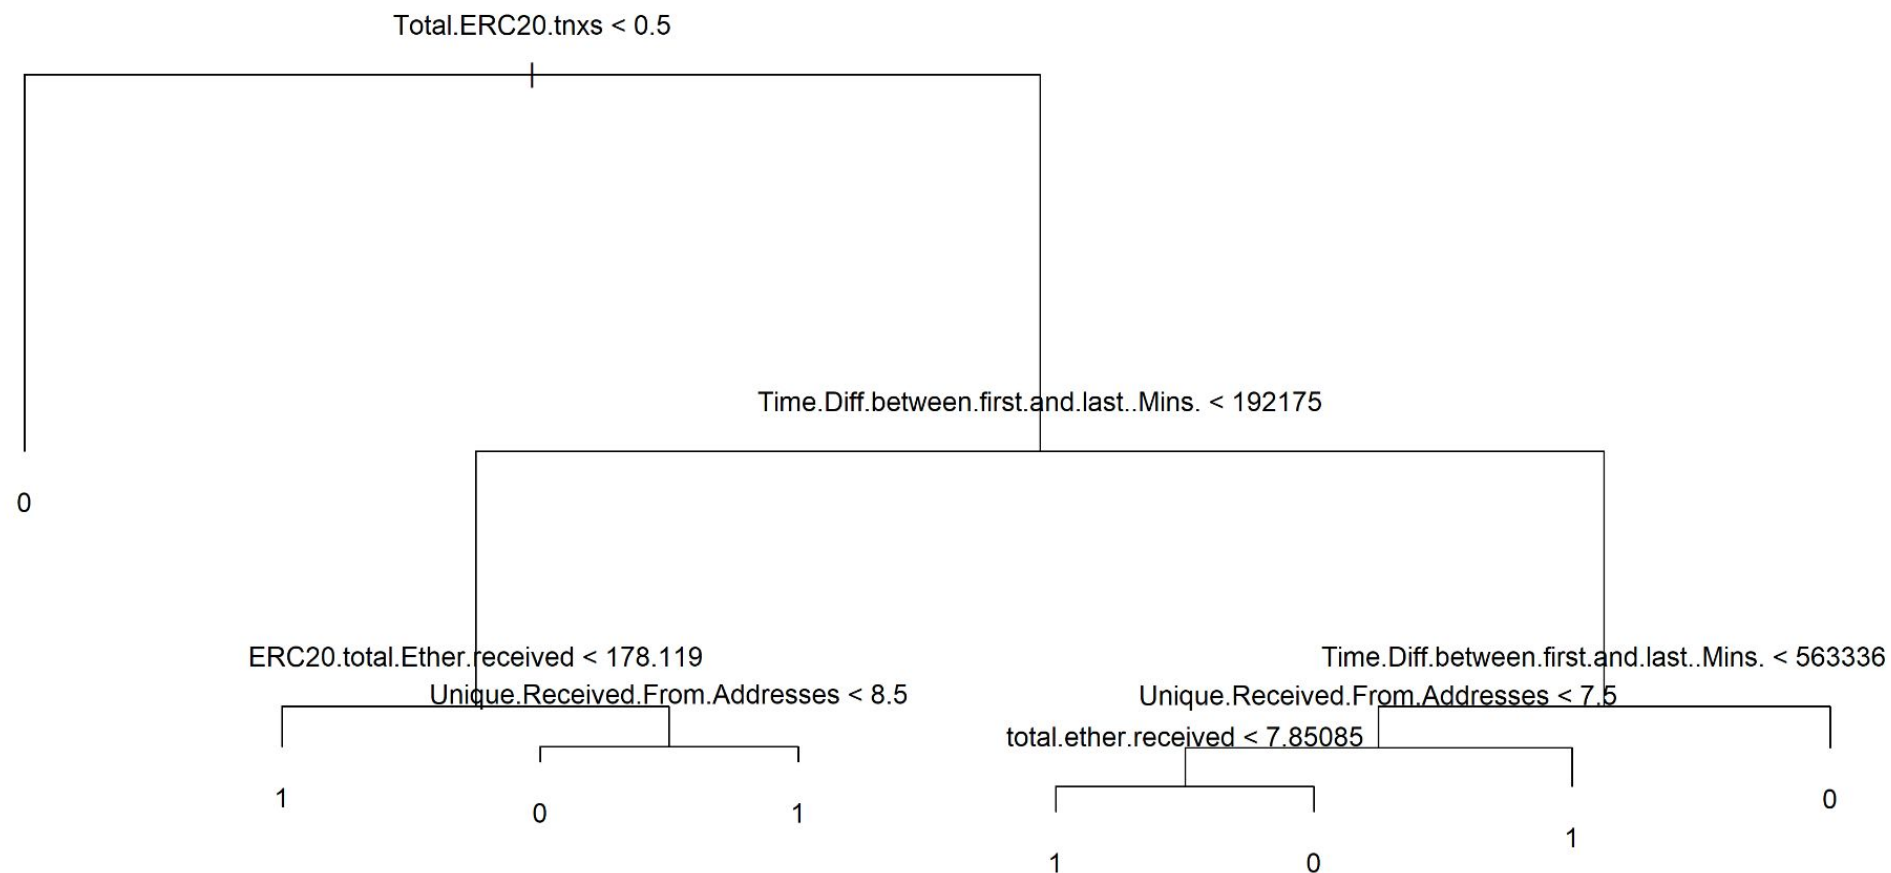 Total.ERC20.tnxs < 0.5
Time.Diff.between.first.and.last..Mins. < 192175
0
ERC20.total.Ether.received < 178.119
Time.Diff.between.first.and.last..Mins. < 563336
Unique.Received.From.Addresses < 8.5
Unique.Received.From.Addresses < 7.5
total.ether.received < 7.85085
1
0
0
1
1
1
0